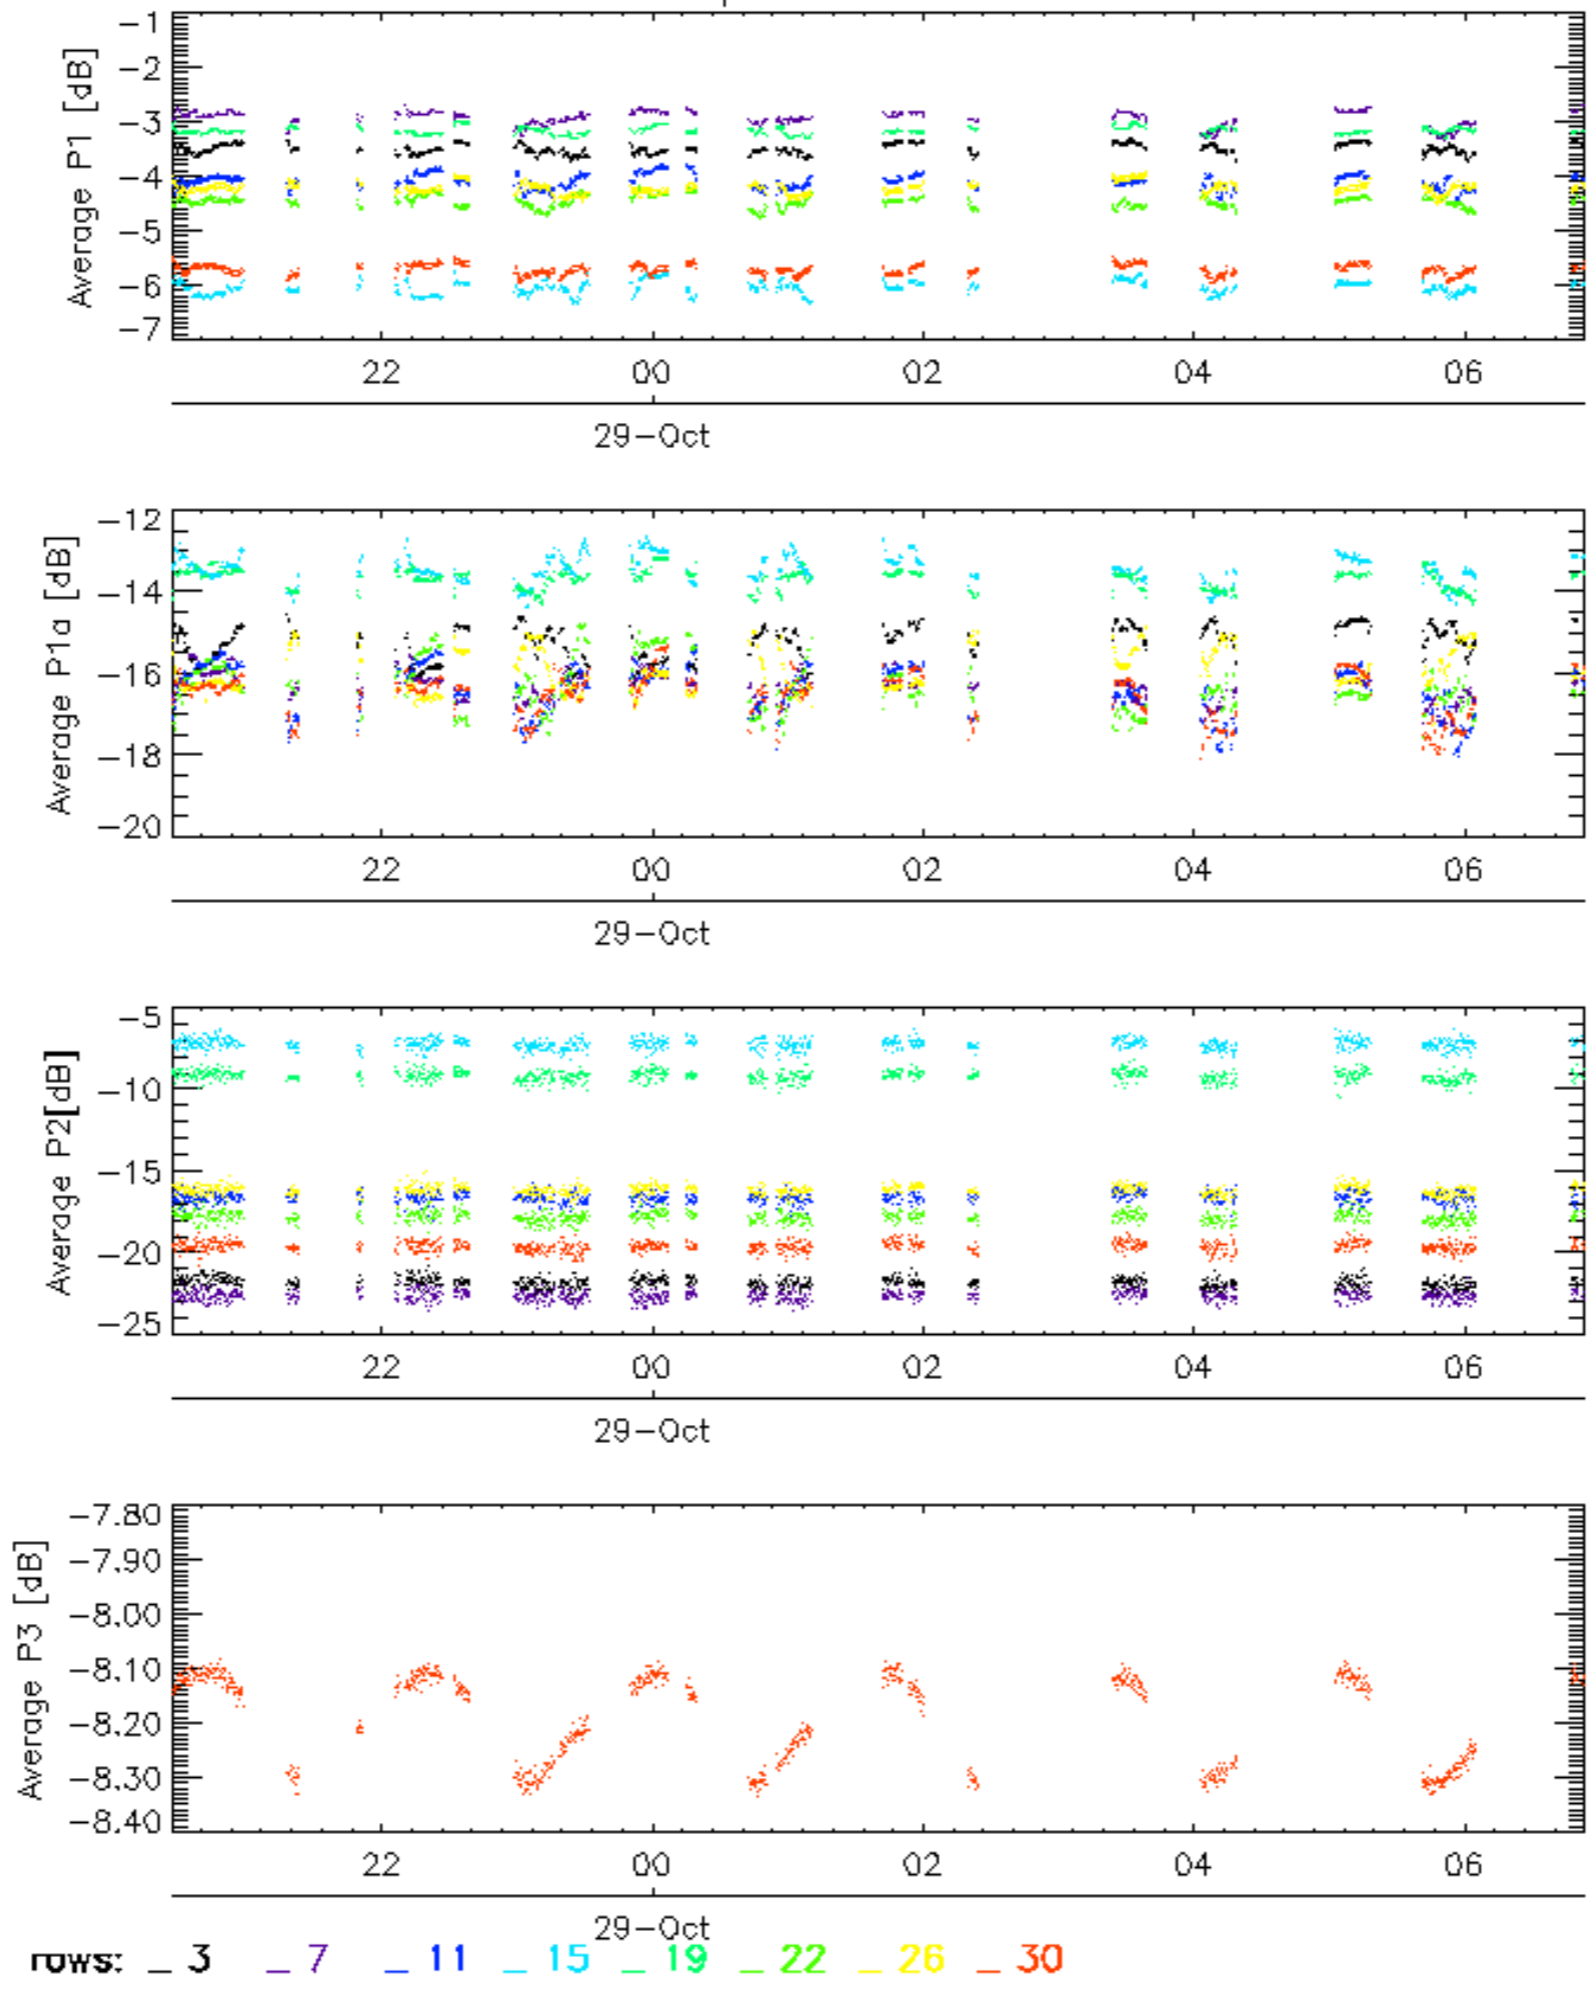 Average P1 [dB]
-1
-2
-3
-4
-5
-6
-7
22 00 02 04 06
29-Oct
Average P1a [dB]
-12
-14
-16
-18
-20
22 00 02 04 06
29-Oct
Average P2[dB]
-5
-10
-15
-20
-25
22 00 02 04 06
29-Oct
Average P3 [dB]
-7.80
-7.90
-8.00
-8.10
-8.20
-8.30
-8.40
22 00 02 04 06
29-Oct
rows: _ 3 _ 7 _ 11 _ 15 _ 19 _ 22 _ 26 _ 30